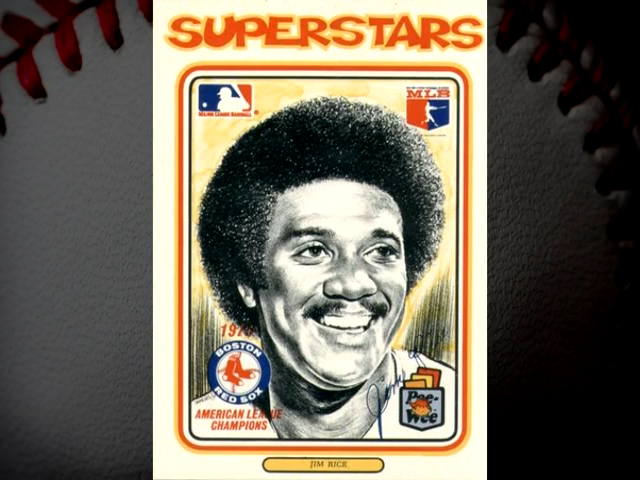 SUPERSTARS
MAJOR LEAGUE BASEBALL
MLB
BOSTON
RED SOX
AMERICAN LEAGUE
CHAMPIONS
Pee-
Wee
JIM RICE